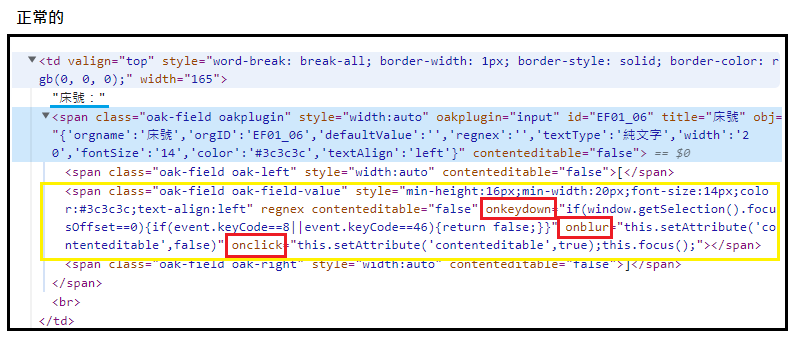 正常的
<td valign="top" style="word-break: break-all; border-width: 1px; border-style: solid; border-color: r
gb(0, 0, 0);" width="165">
"床號："
<span class="oak-field oakplugin" style="width:auto" oakplugin="input" id="EF01_06" title="床號" obj=
"{'orgname':'床號','orgID':'EF01_06','defaultValue':'','regnex':'','textType':'純文字','width':'2
0','fontSize':'14','color':'#3c3c3c','textAlign':'left'}" contenteditable="false"> == $0
<span class="oak-field oak-left" style="width:auto" contenteditable="false">[</span>
<span class="oak-field oak-field-value" style="min-height:16px;min-width:20px;font-size:14px;colo
r:#3c3c3c;text-align:left" regnex contenteditable="false" onkeydown="if(window.getSelection().foc
usOffset==0){if(event.keyCode==8||event.keyCode==46){return false;}}" onblur="this.setAttribute('co
ntenteditable',false)" onclick="this.setAttribute('contenteditable',true);this.focus();"></span>
<span class="oak-field oak-right" style="width:auto" contenteditable="false">]</span>
</span>
<br>
</td>